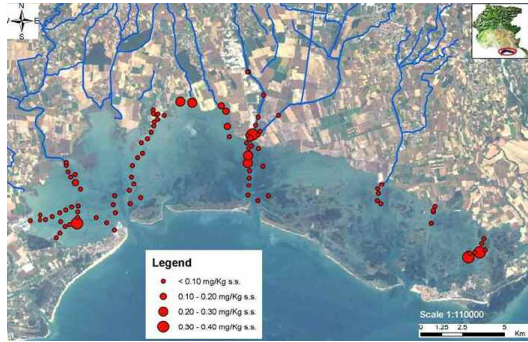 N
E
S
Legend
< 0.10 mg/Kg s.s.
0.10 - 0.20 mg/Kg s.s.
0.20 - 0.30 mg/Kg s.s.
0.30 - 0.40 mg/Kg s.s.
Scale 1:110000
0 1.25 2.5 5
Km